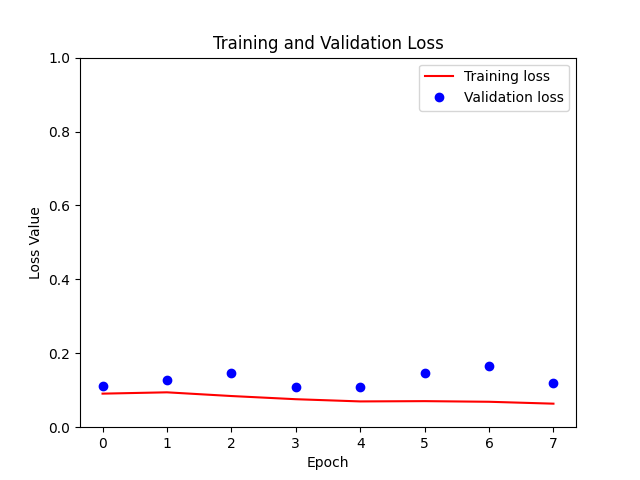 Training and Validation Loss
1.0
0.8
0.6
0.4
0.2
0.0
Loss Value
Training loss
Validation loss
0 1 2 3 4 5 6 7
Epoch